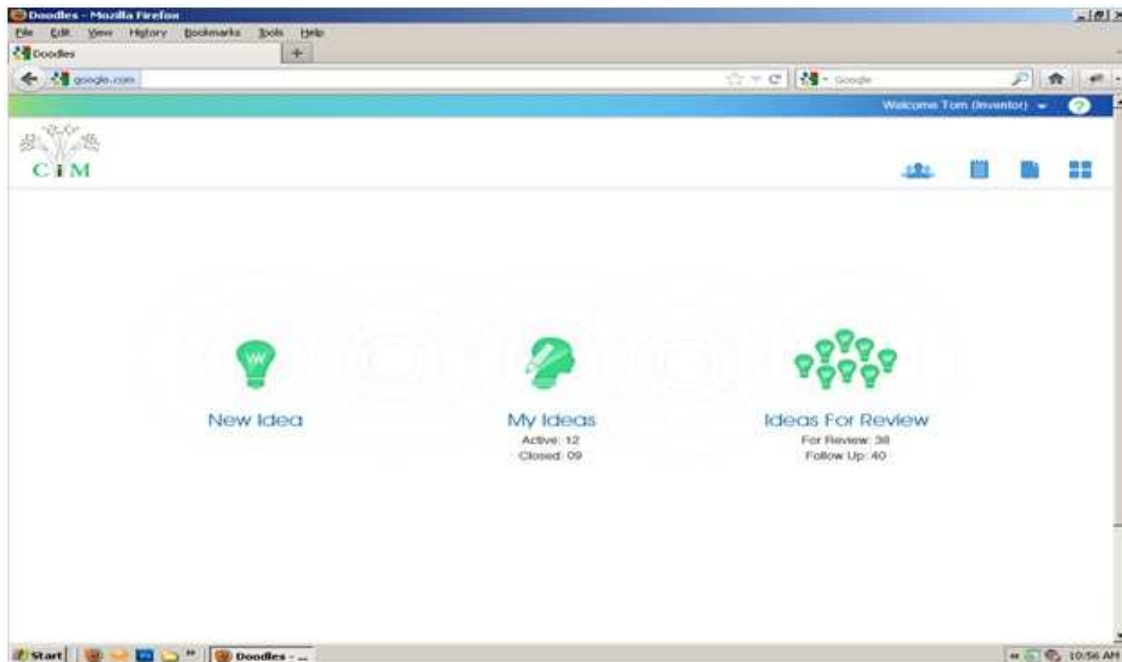 Doodles - Mozilla Firefox
File Edit View History Bookmarks Tools Help
Doodles
google.com
Google
Welcome Tom (Inventor)
?
CiM
New Idea
My Ideas
Ideas For Review
Active: 12
For Review: 38
Closed: 09
Follow Up: 40
Start
Doodles - ...
10:56 AM